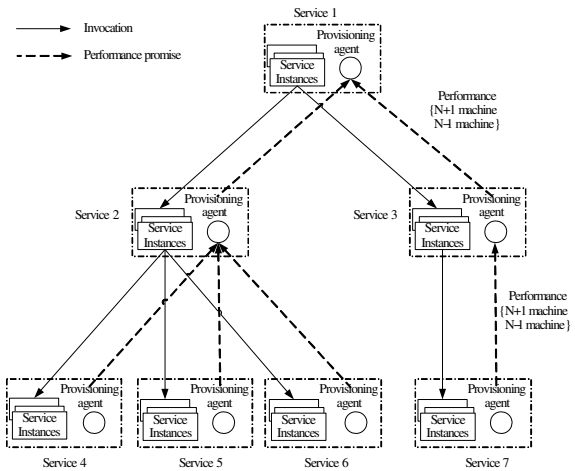 Service 1
Invocation
Performance promise
Provisioning
agent
Service
Instances
Performance
{N+1 machine
N-1 machine}
Service 2
Provisioning
agent
Service
Instances
Service 3
Provisioning
agent
Service
Instances
Performance
{N+1 machine
N-1 machine}
Provisioning
agent
Service
Instances
Provisioning
agent
Service
Instances
Provisioning
agent
Service
Instances
Provisioning
agent
Service
Instances
Service 4
Service 5
Service 6
Service 7